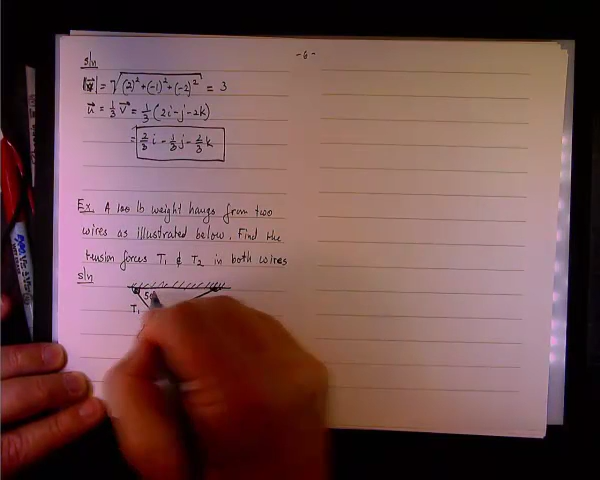 sln
|v⃗| = √(2)²+(-1)²+(-2)² = 3
u⃗ = 1/3 v⃗ = 1/3 (2i-j-2k)
= 2/3 i - 1/3 j - 2/3 k
Ex. A 100 lb weight hangs from two
wires as illustrated below. Find the
tension forces T₁ & T₂ in both wires
sln
T₁
-6-